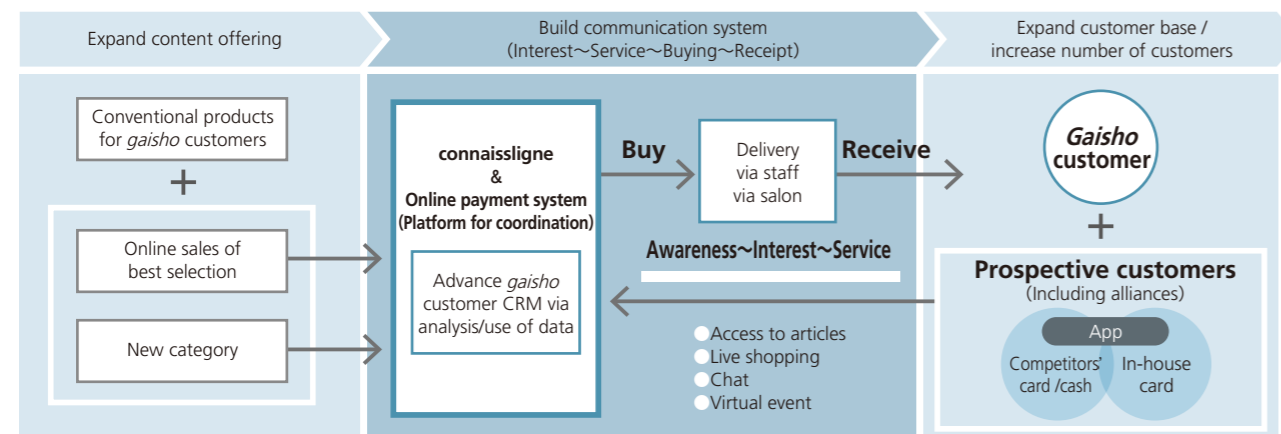 Expand content offering
Build communication system
(Interest～Service～Buying～Receipt)
Expand customer base /
increase number of customers
Conventional products
for gaisho customers
+
Online sales of
best selection
New category
connaissligne
&
Online payment system
(Platform for coordination)
Advance gaisho
customer CRM via
analysis/use of data
Buy
Delivery
via staff
via salon
Receive
Awareness～Interest～Service
Access to articles
Live shopping
Chat
Virtual event
Gaisho
customer
+
Prospective customers
(Including alliances)
App
Competitors'
card /cash
In-house
card